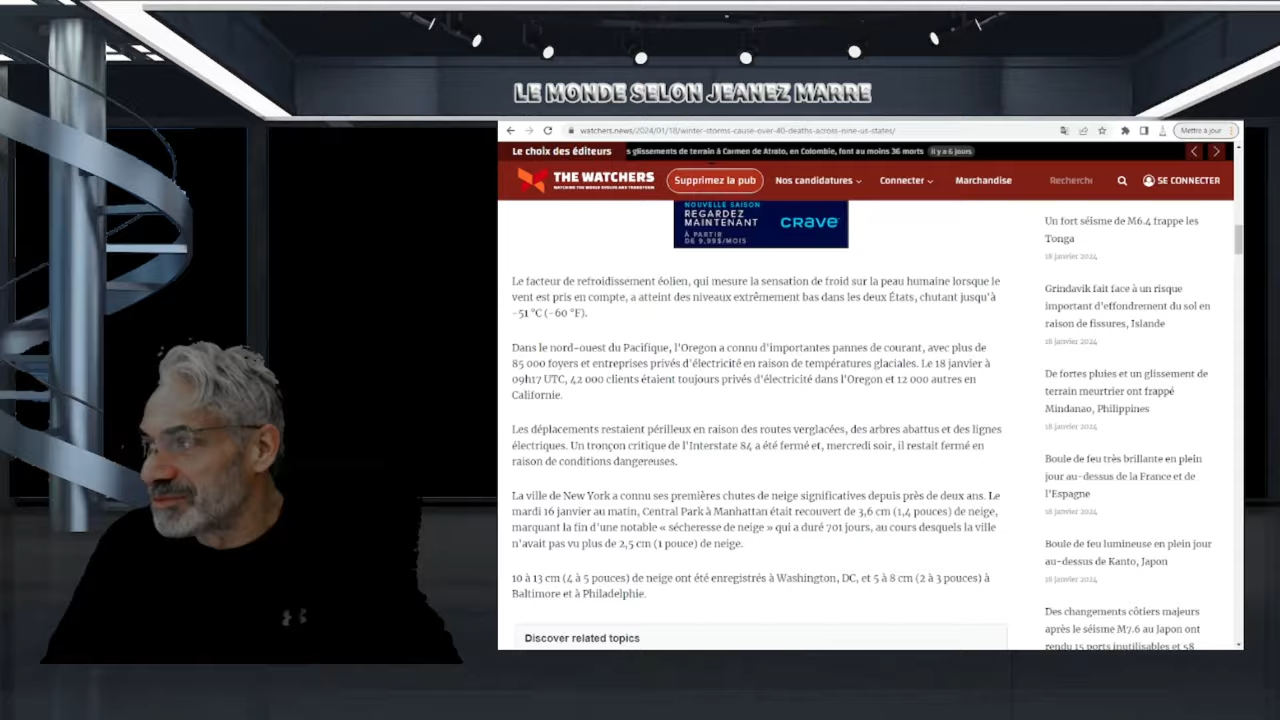 LE MONDE SELON JEANEZ MARRE
watchers.news/2024/01/18/winter-storms-cause-over-40-deaths-across-nine-us-states/
Mettre à jour
Le choix des éditeurs
s glissements de terrain à Carmen de Atrato, en Colombie, font au moins 36 morts
il y a 6 jours
THE WATCHERS
WATCHING THE WORLD EVOLVE AND TRANSFORM
Supprimez la pub
Nos candidatures
Connecter
Marchandise
Recherche
SE CONNECTER
NOUVELLE SAISON
REGARDEZ
MAINTENANT
À PARTIR
DE 9,99$/MOIS
CRAVE
Le facteur de refroidissement éolien, qui mesure la sensation de froid sur la peau humaine lorsque le
vent est pris en compte, a atteint des niveaux extrêmement bas dans les deux États, chutant jusqu'à
-51 °C (-60 °F).
Dans le nord-ouest du Pacifique, l'Oregon a connu d'importantes pannes de courant, avec plus de
85 000 foyers et entreprises privés d'électricité en raison de températures glaciales. Le 18 janvier à
09h17 UTC, 42 000 clients étaient toujours privés d'électricité dans l'Oregon et 12 000 autres en
Californie.
Les déplacements restaient périlleux en raison des routes verglacées, des arbres abattus et des lignes
électriques. Un tronçon critique de l'Interstate 84 a été fermé et, mercredi soir, il restait fermé en
raison de conditions dangereuses.
La ville de New York a connu ses premières chutes de neige significatives depuis près de deux ans. Le
mardi 16 janvier au matin, Central Park à Manhattan était recouvert de 3,6 cm (1,4 pouces) de neige,
marquant la fin d'une notable « sécheresse de neige » qui a duré 701 jours, au cours desquels la ville
n'avait pas vu plus de 2,5 cm (1 pouce) de neige.
10 à 13 cm (4 à 5 pouces) de neige ont été enregistrés à Washington, DC, et 5 à 8 cm (2 à 3 pouces) à
Baltimore et à Philadelphie.
Discover related topics
Un fort séisme de M6.4 frappe les
Tonga
18 janvier 2024
Grindavik fait face à un risque
important d'effondrement du sol en
raison de fissures, Islande
18 janvier 2024
De fortes pluies et un glissement de
terrain meurtrier ont frappé
Mindanao, Philippines
18 janvier 2024
Boule de feu très brillante en plein
jour au-dessus de la France et de
l'Espagne
18 janvier 2024
Boule de feu lumineuse en plein jour
au-dessus de Kanto, Japon
18 janvier 2024
Des changements côtiers majeurs
après le séisme M7.6 au Japon ont
rendu 15 ports inutilisables et 58